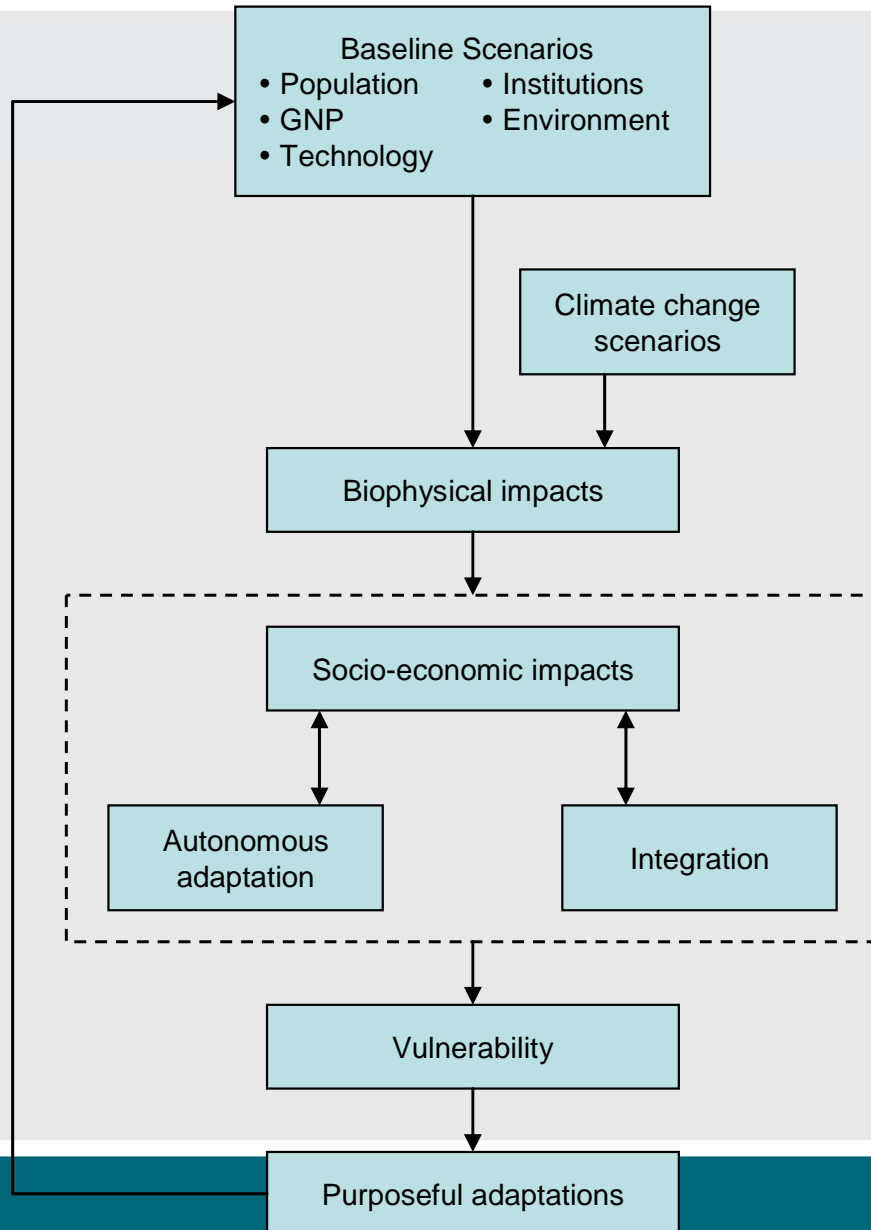 Baseline Scenarios
• Population
• GNP
• Technology
• Institutions
• Environment
Climate change
scenarios
Biophysical impacts
Socio-economic impacts
Autonomous
adaptation
Integration
Vulnerability
Purposeful adaptations